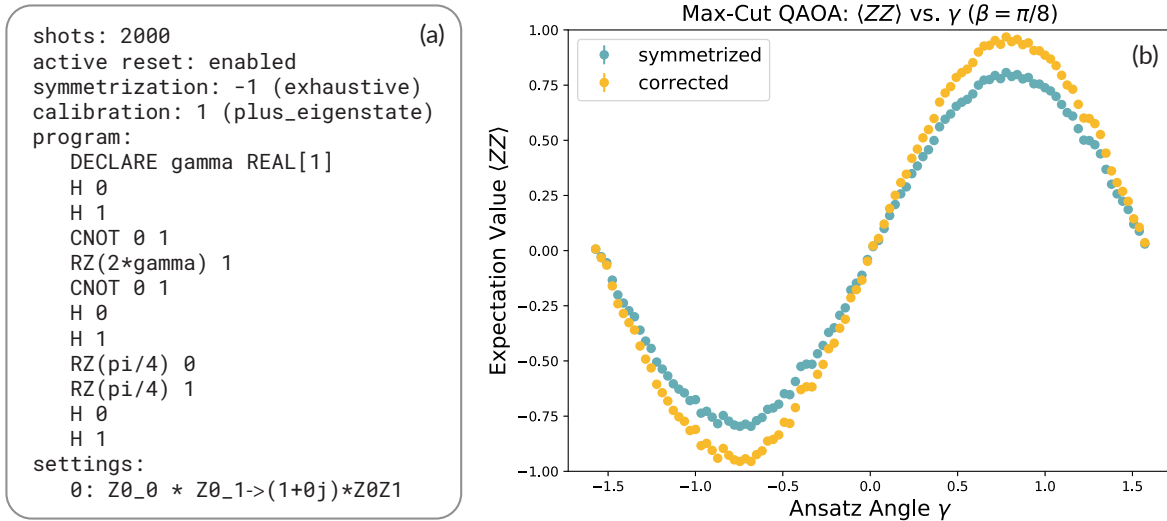 (a)
shots: 2000
active reset: enabled
symmetrization: -1 (exhaustive)
calibration: 1 (plus_eigenstate)
program:
DECLARE gamma REAL[1]
H 0
H 1
CNOT 0 1
RZ(2*gamma) 1
CNOT 0 1
H 0
H 1
RZ(pi/4) 0
RZ(pi/4) 1
H 0
H 1
settings:
0: Z0_0 * Z0_1->(1+0j)*Z0Z1
Max-Cut QAOA: ⟨ZZ⟩ vs. γ (β = π/8)
(b)
symmetrized
corrected
Expectation Value ⟨ZZ⟩
1.00
0.75
0.50
0.25
0.00
−0.25
−0.50
−0.75
−1.00
−1.5
−1.0
−0.5
0.0
0.5
1.0
1.5
Ansatz Angle γ